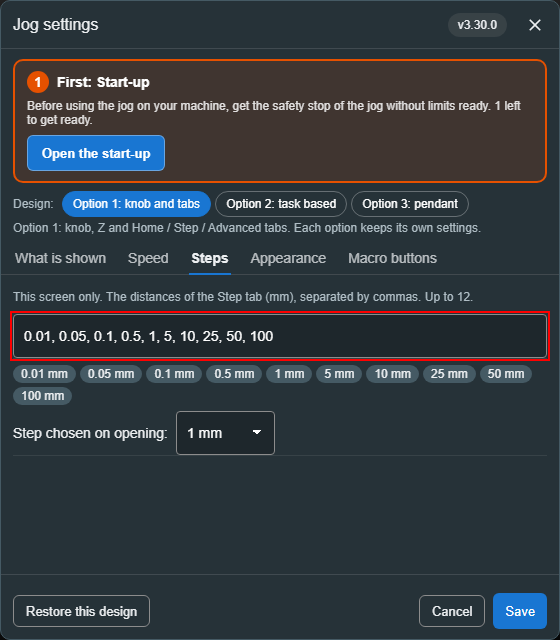 Jog settings
v3.30.0
1
First: Start-up
Before using the jog on your machine, get the safety stop of the jog without limits ready. 1 left
to get ready.
Open the start-up
Design:
Option 1: knob and tabs
Option 2: task based
Option 3: pendant
Option 1: knob, Z and Home / Step / Advanced tabs. Each option keeps its own settings.
What is shown
Speed
Steps
Appearance
Macro buttons
This screen only. The distances of the Step tab (mm), separated by commas. Up to 12.
0.01, 0.05, 0.1, 0.5, 1, 5, 10, 25, 50, 100
0.01 mm
0.05 mm
0.1 mm
0.5 mm
1 mm
5 mm
10 mm
25 mm
50 mm
100 mm
Step chosen on opening:
1 mm
Restore this design
Cancel
Save